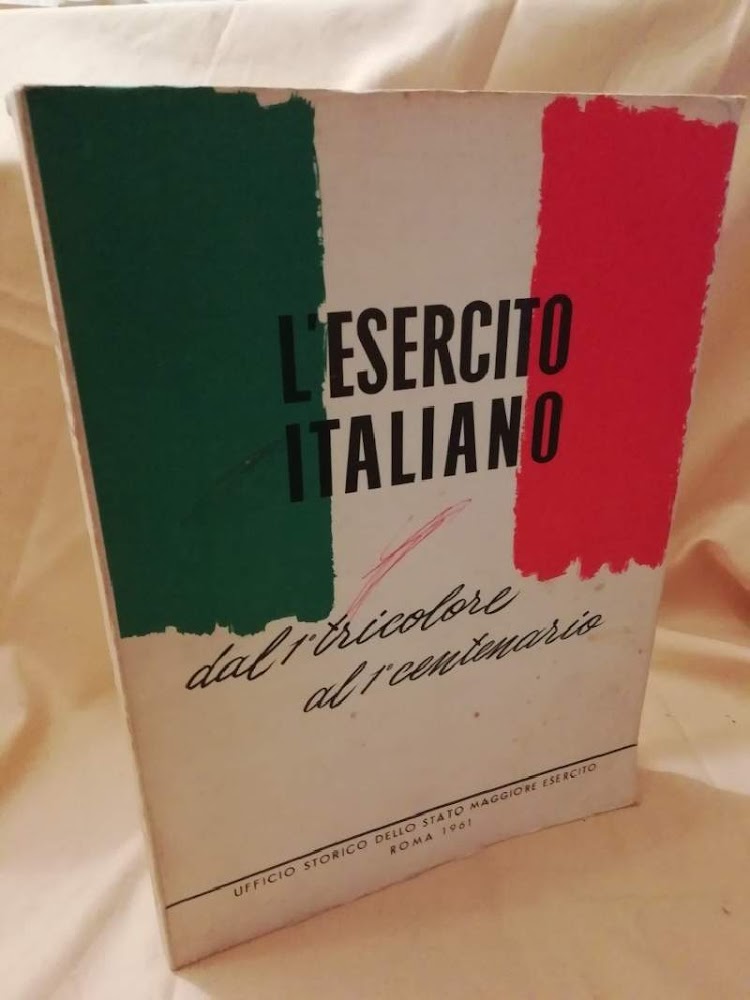 L'ESERCITO
ITALIANO
dal 1° tricolore
al 1° centenario
UFFICIO STORICO DELLO STATO MAGGIORE ESERCITO
ROMA 1961